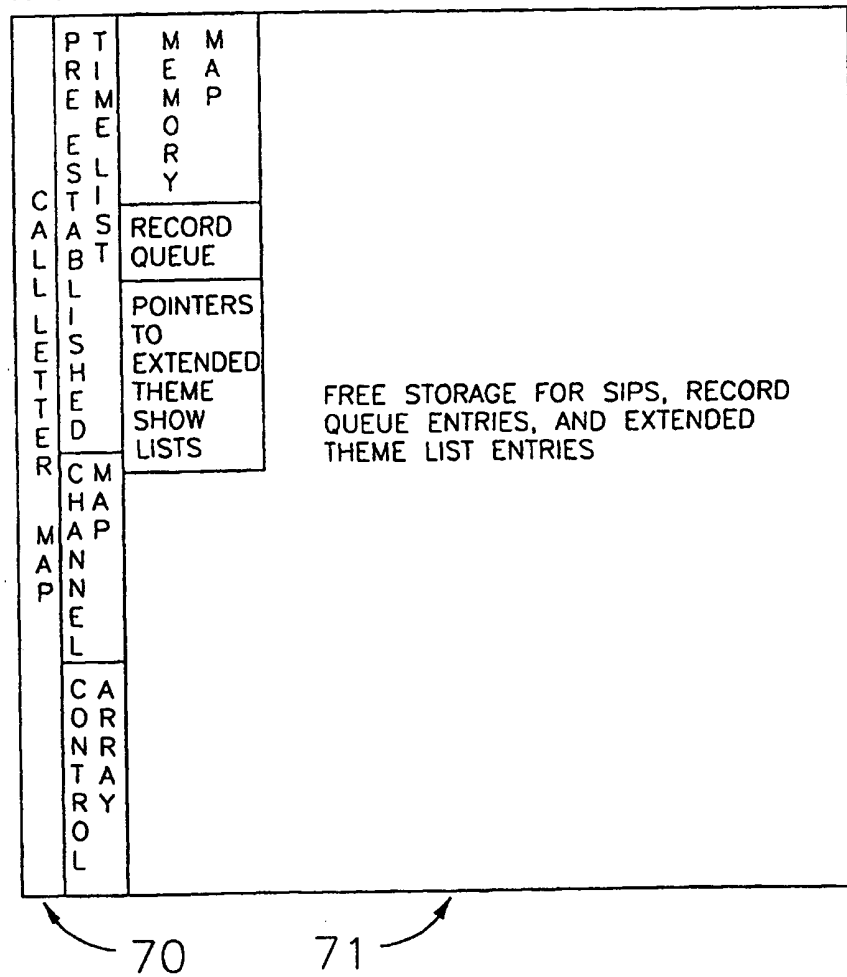 CALL LETTER MAP
PRE ESTABLISHED
TIME LIST
CHANNEL
MAP
CONTROL
ARRAY
MEMORY
MAP
RECORD
QUEUE
POINTERS
TO
EXTENDED
THEME
SHOW
LISTS
FREE STORAGE FOR SIPS, RECORD
QUEUE ENTRIES, AND EXTENDED
THEME LIST ENTRIES
70
71